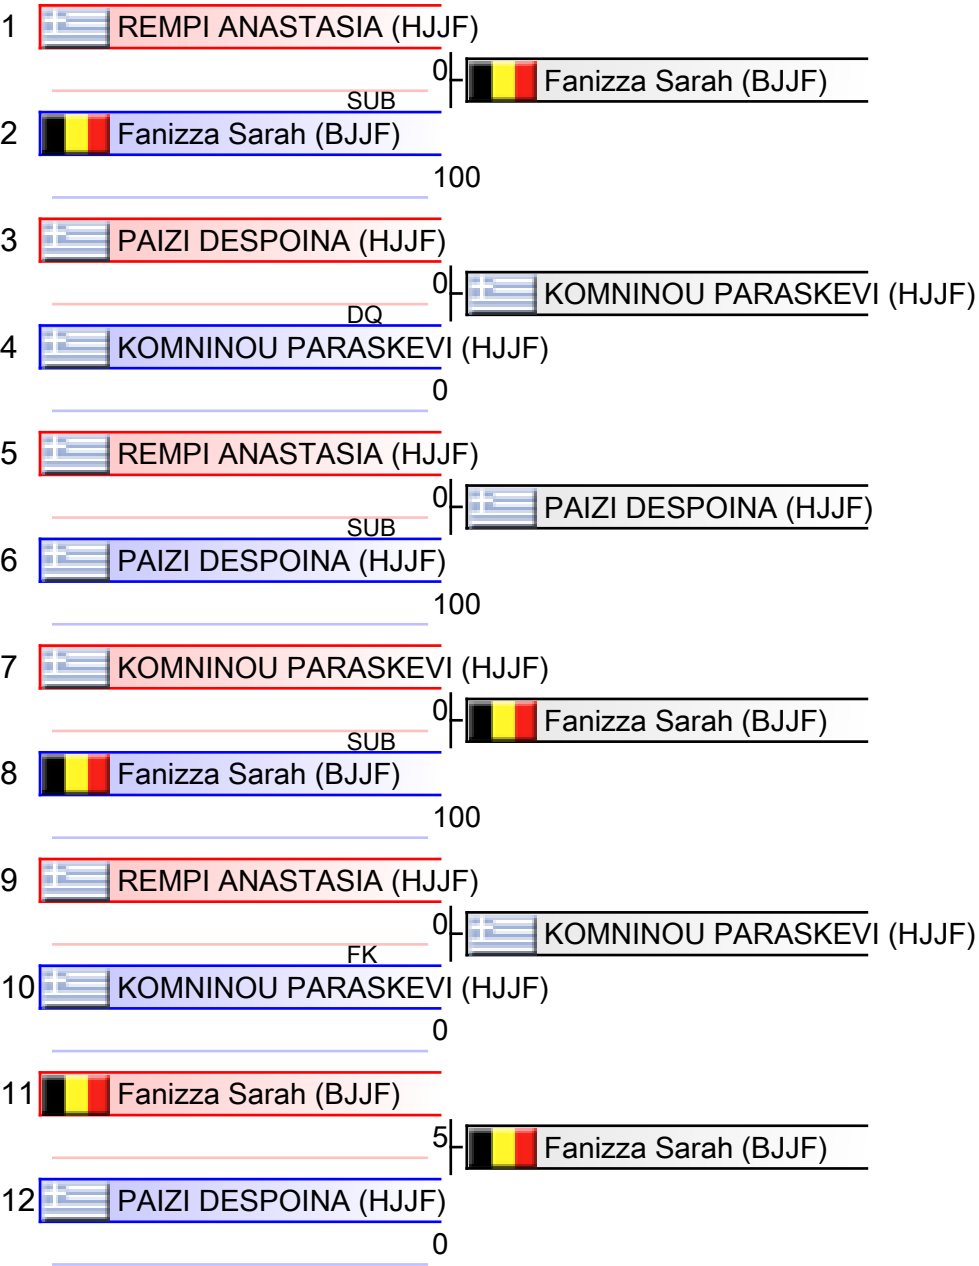 1 REMPI ANASTASIA (HJJF)
0 Fanizza Sarah (BJJF)
SUB
2 Fanizza Sarah (BJJF)
100
3 PAIZI DESPOINA (HJJF)
0 KOMNINOU PARASKEVI (HJJF)
DQ
4 KOMNINOU PARASKEVI (HJJF)
0
5 REMPI ANASTASIA (HJJF)
0 PAIZI DESPOINA (HJJF)
SUB
6 PAIZI DESPOINA (HJJF)
100
7 KOMNINOU PARASKEVI (HJJF)
0 Fanizza Sarah (BJJF)
SUB
8 Fanizza Sarah (BJJF)
100
9 REMPI ANASTASIA (HJJF)
0 KOMNINOU PARASKEVI (HJJF)
FK
10 KOMNINOU PARASKEVI (HJJF)
0
11 Fanizza Sarah (BJJF)
5 Fanizza Sarah (BJJF)
12 PAIZI DESPOINA (HJJF)
0